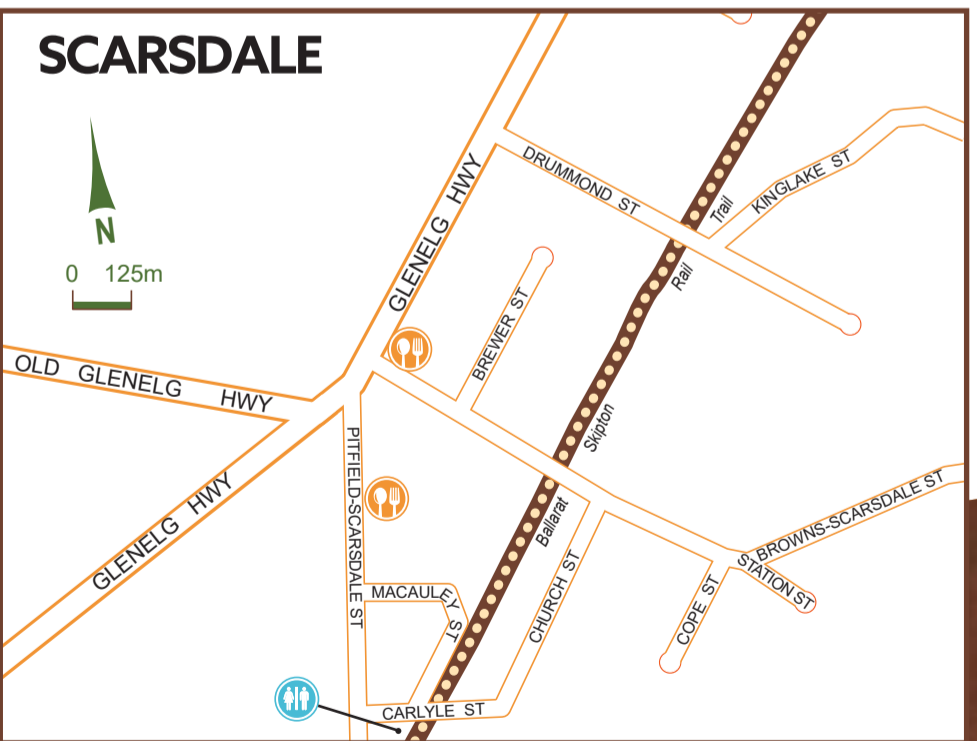 SCARSDALE
N
0 125m
GLENELG HWY
DRUMMOND ST
KINGLAKE ST
Trail
Rail
BREWER ST
OLD GLENELG HWY
Skipton
PITFIELD-SCARSDALE ST
GLENELG HWY
Ballarat
BROWNS-SCARSDALE ST
STATION ST
CHURCH ST
COPE ST
MACAULEY ST
CARLYLE ST